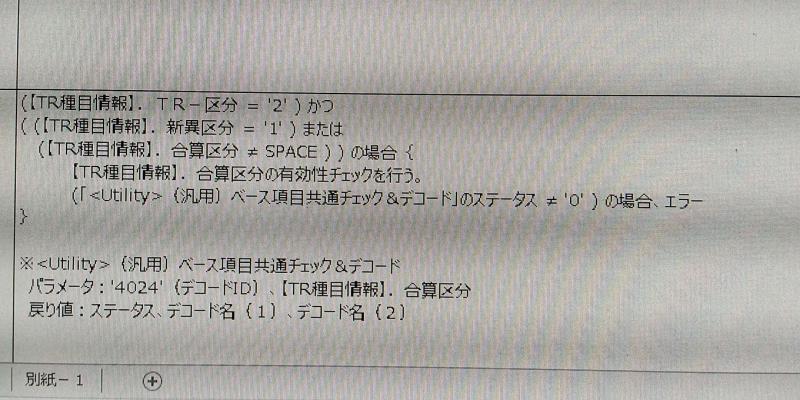 (【TR種目情報】．ＴＲ－区分 = '2' ) かつ
( (【TR種目情報】．新異区分 = '1' ) または
(【TR種目情報】．合算区分 ≠ SPACE ) ) の場合 {
【TR種目情報】．合算区分の有効性チェックを行う。
(「<Utility>（汎用）ベース項目共通チェック＆デコード」のステータス ≠ '0' ) の場合、エラー
}
※<Utility>（汎用）ベース項目共通チェック＆デコード
パラメータ：'4024'（デコードID）、【TR種目情報】．合算区分
戻り値：ステータス、デコード名（1）、デコード名（2）
別紙－１